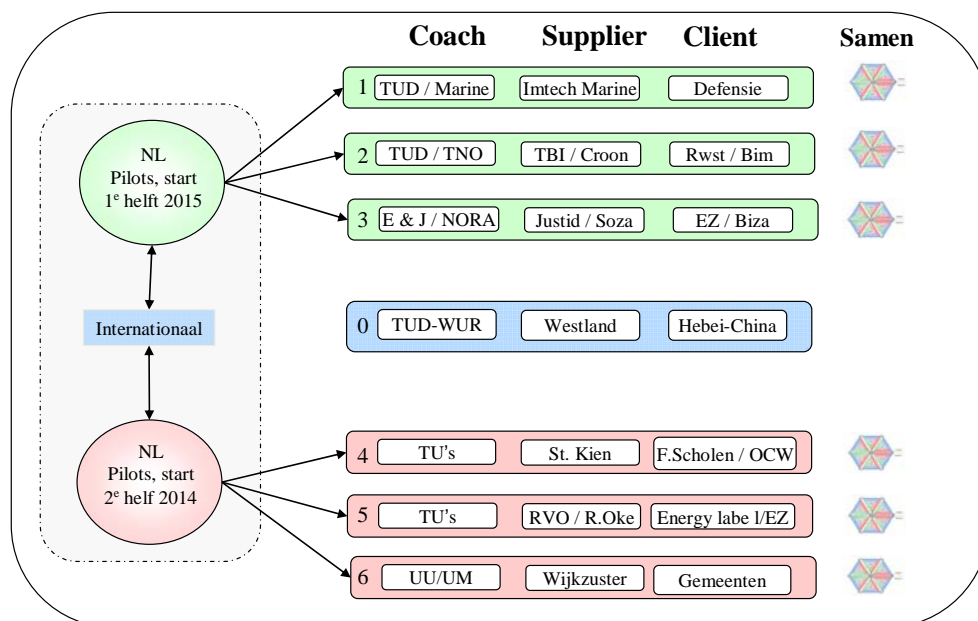 Coach Supplier Client Samen
1 TUD / Marine Imtech Marine Defensie
NL
Pilots, start
1e helft 2015
2 TUD / TNO TBI / Croon Rwst / Bim
3 E & J / NORA Justid / Soza EZ / Biza
Internationaal
0 TUD-WUR Westland Hebei-China
NL
Pilots, start
2e helf 2014
4 TU's St. Kien F.Scholen / OCW
5 TU's RVO / R.Oke Energy labe l/EZ
6 UU/UM Wijkzuster Gemeenten